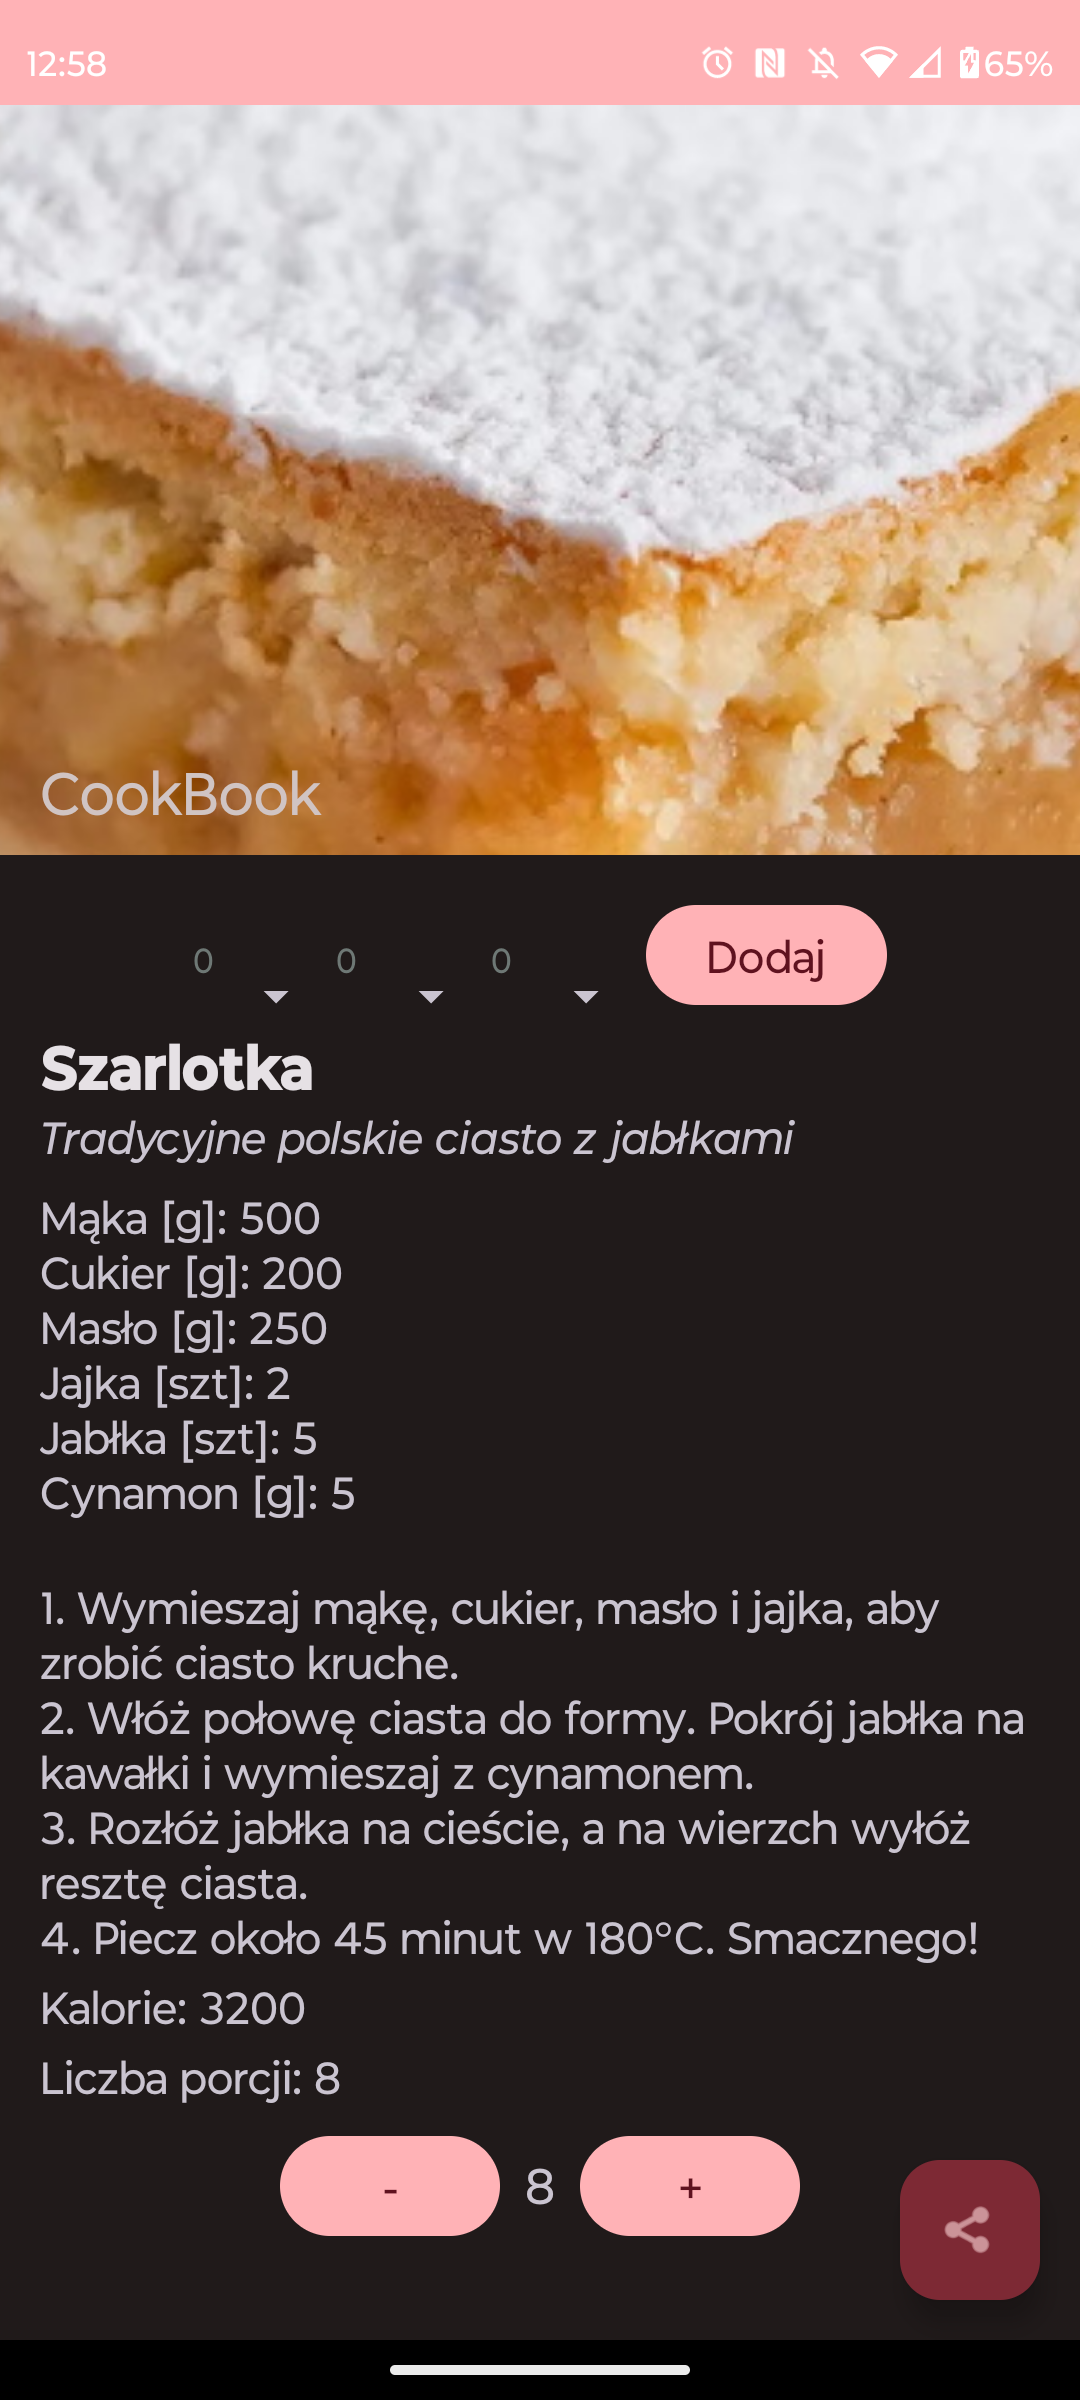 12:58
65%
CookBook
0 0 0 Dodaj
Szarlotka
Tradycyjne polskie ciasto z jabłkami
Mąka [g]: 500
Cukier [g]: 200
Masło [g]: 250
Jajka [szt]: 2
Jabłka [szt]: 5
Cynamon [g]: 5
1. Wymieszaj mąkę, cukier, masło i jajka, aby
zrobić ciasto kruche.
2. Włóż połowę ciasta do formy. Pokrój jabłka na
kawałki i wymieszaj z cynamonem.
3. Rozłóż jabłka na cieście, a na wierzch wyłóż
resztę ciasta.
4. Piecz około 45 minut w 180°C. Smacznego!
Kalorie: 3200
Liczba porcji: 8
- 8 +